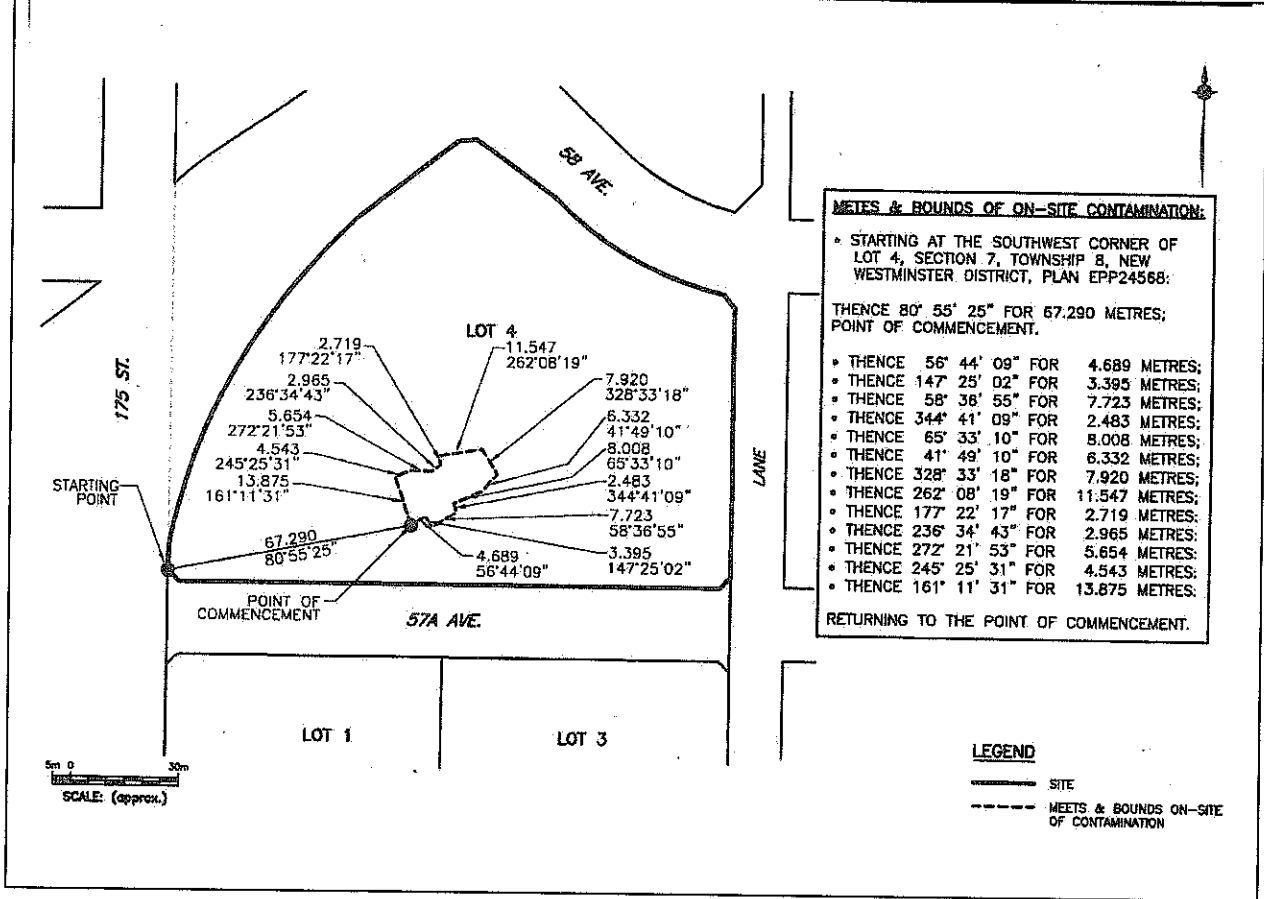 58 AVE.
175 ST.
LOT 4
2.719
177°22'17"
2.965
236°34'43"
5.654
272°21'53"
4.543
245°25'31"
13.875
161°11'31"
11.547
262°08'19"
7.920
328°33'18"
6.332
41°49'10"
8.008
65°33'10"
2.483
344°41'09"
7.723
58°36'55"
3.395
147°25'02"
4.689
56°44'09"
STARTING
POINT
67.290
80°55'25"
POINT OF
COMMENCEMENT
57A AVE.
LANE
LOT 1
LOT 3
5m 0 30m
SCALE: (approx.)
METES & BOUNDS OF ON-SITE CONTAMINATION:
• STARTING AT THE SOUTHWEST CORNER OF
LOT 4, SECTION 7, TOWNSHIP 8, NEW
WESTMINSTER DISTRICT, PLAN EPP24568:
THENCE 80° 55' 25" FOR 67.290 METRES;
POINT OF COMMENCEMENT.
• THENCE 56° 44' 09" FOR 4.689 METRES;
• THENCE 147° 25' 02" FOR 3.395 METRES;
• THENCE 58° 36' 55" FOR 7.723 METRES;
• THENCE 344° 41' 09" FOR 2.483 METRES;
• THENCE 65° 33' 10" FOR 8.008 METRES;
• THENCE 41° 49' 10" FOR 6.332 METRES;
• THENCE 328° 33' 18" FOR 7.920 METRES;
• THENCE 262° 08' 19" FOR 11.547 METRES;
• THENCE 177° 22' 17" FOR 2.719 METRES;
• THENCE 236° 34' 43" FOR 2.965 METRES;
• THENCE 272° 21' 53" FOR 5.654 METRES;
• THENCE 245° 25' 31" FOR 4.543 METRES;
• THENCE 161° 11' 31" FOR 13.875 METRES;
RETURNING TO THE POINT OF COMMENCEMENT.
LEGEND
SITE
MEETS & BOUNDS ON-SITE
OF CONTAMINATION